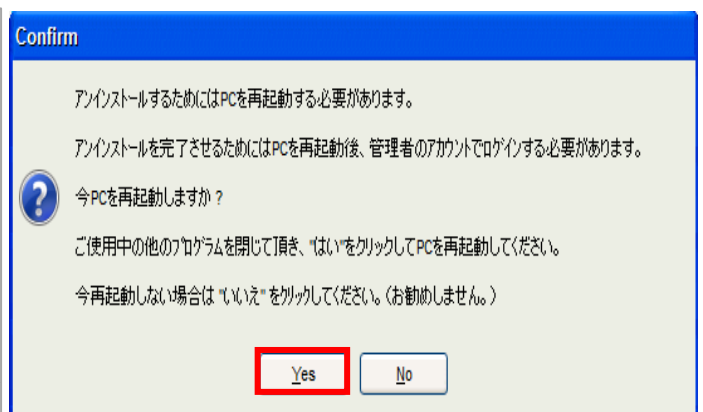 Confirm
アンインストールするためにはPCを再起動する必要があります。
アンインストールを完了させるためにはPCを再起動後、管理者のアカウントでログインする必要があります。
今PCを再起動しますか?
ご使用中の他のプログラムを閉じて頂き、"はい"をクリックしてPCを再起動してください。
今再起動しない場合は "いいえ" をクリックしてください。(お勧めしません。)
Yes No